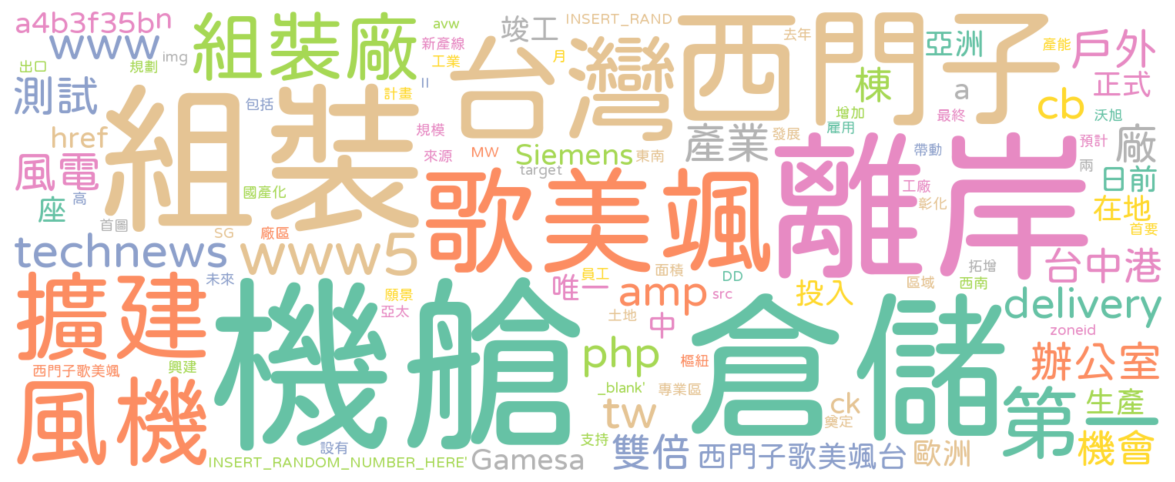 a4b3f35bn
www
img
組裝廠
avw
新產線
工業
竣工
INSERT_RAND
月
去年
亞洲
產能
戶外
正式
出口
規劃
測試
包括
計畫
II
台灣
西門子
棟
增加
雇用
a
最終
cb
沃旭
href
組裝
規模
來源
MW
Siemens
target
東南
產業
發展
離岸
帶動
預計
兩
廠
日前
風電
高
座
首圖
國產化
SG
廠區
歌美颯
工廠
彰化
在地
首要
technews
www5
未來
願景
亞太
員工
唯一
面積
amp
DD
src
投入
區域
拓增
西南
台中港
擴建
機艙
土地
中
倉儲
delivery
zoneid
西門子歌美颯
興建
php
樞紐
_blank'
專業區
辦公室
風機
tw
ck
奠定
第一
生產
設有
支持
INSERT_RANDOM_NUMBER_HERE'
Gamesa
雙倍
西門子歌美颯台
歐洲
機會